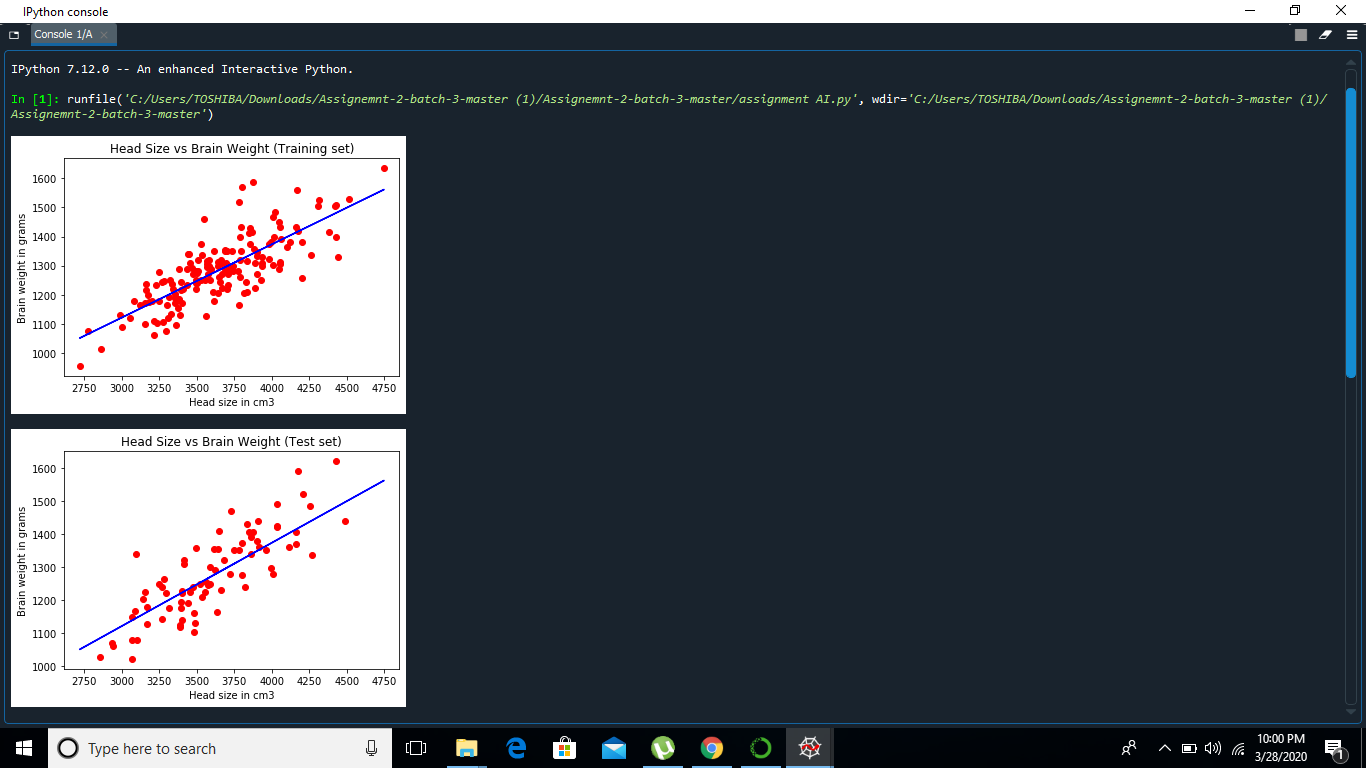 IPython console
Console 1/A
IPython 7.12.0 -- An enhanced Interactive Python.
In [1]: runfile('C:/Users/TOSHIBA/Downloads/Assignemnt-2-batch-3-master (1)/Assignemnt-2-batch-3-master/assignment AI.py', wdir='C:/Users/TOSHIBA/Downloads/Assignemnt-2-batch-3-master (1)/
Assignemnt-2-batch-3-master')
Head Size vs Brain Weight (Training set)
Brain weight in grams
1600
1500
1400
1300
1200
1100
1000
2750 3000 3250 3500 3750 4000 4250 4500 4750
Head size in cm3
Head Size vs Brain Weight (Test set)
Brain weight in grams
1600
1500
1400
1300
1200
1100
1000
2750 3000 3250 3500 3750 4000 4250 4500 4750
Head size in cm3
Type here to search
10:00 PM
3/28/2020
1